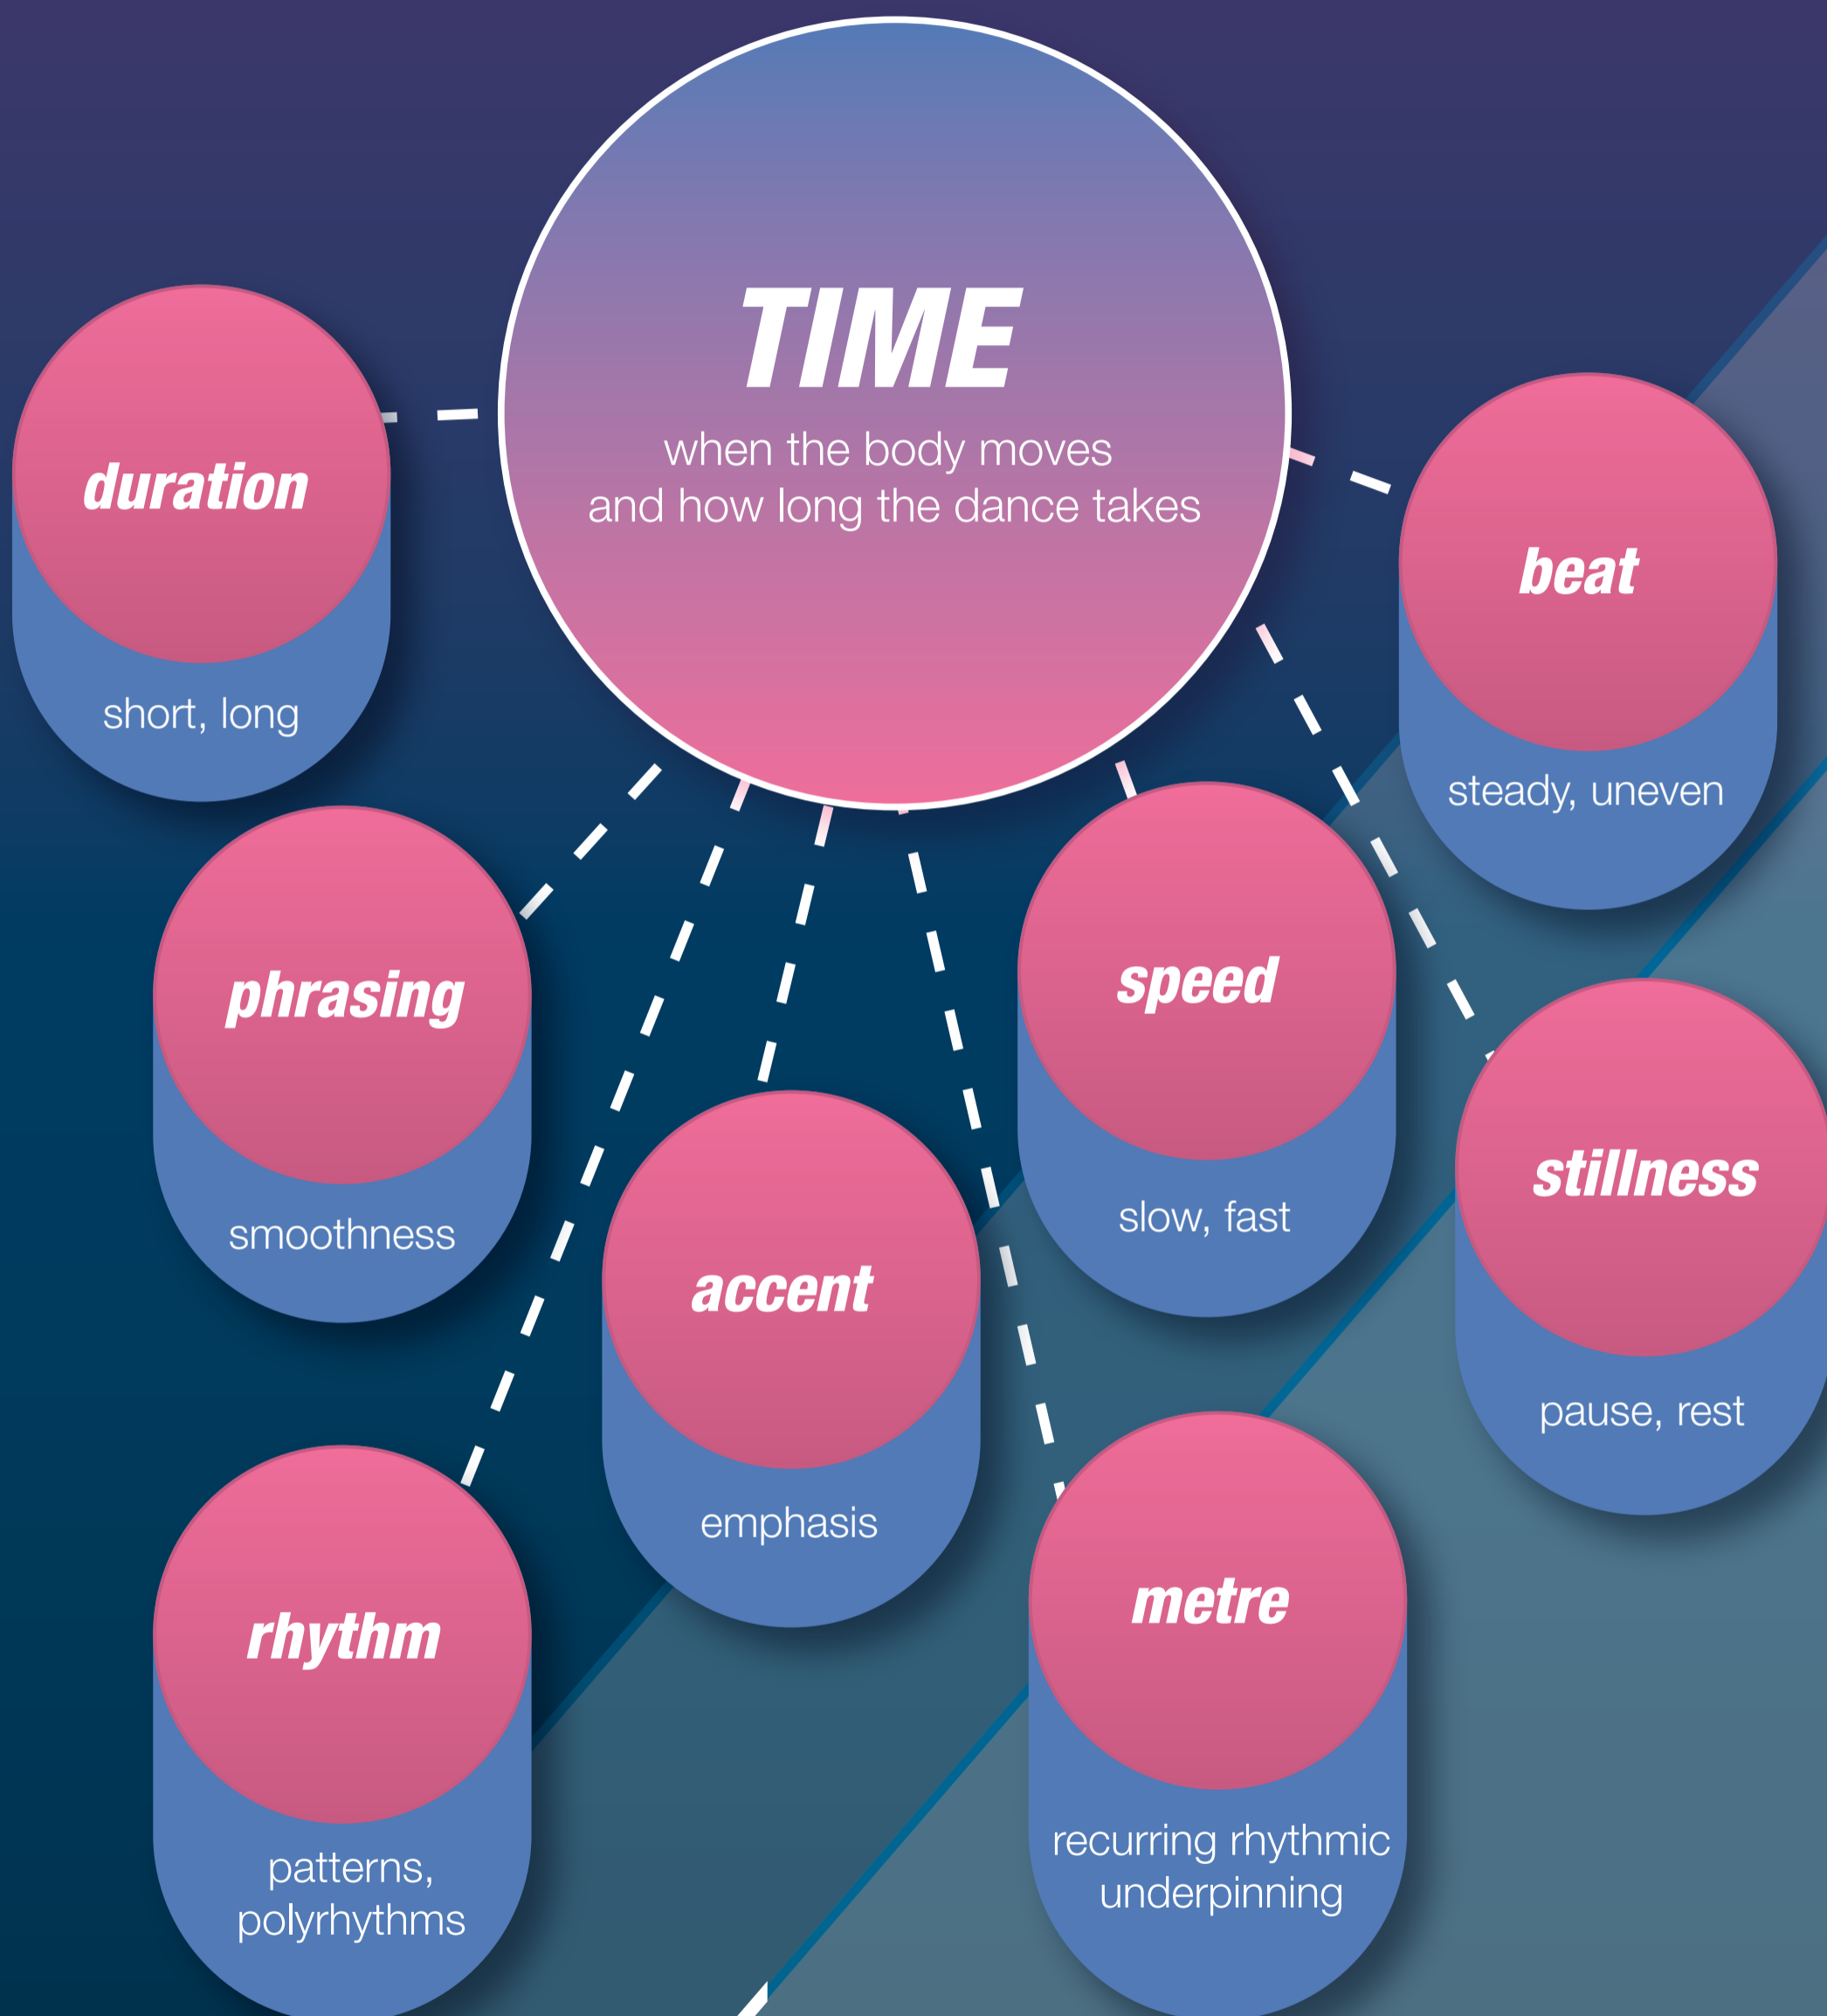 TIME
when the body moves
and how long the dance takes
duration
short, long
beat
steady, uneven
phrasing
smoothness
speed
slow, fast
stillness
pause, rest
accent
emphasis
rhythm
patterns,
polyrhythms
metre
recurring rhythmic
underpinning